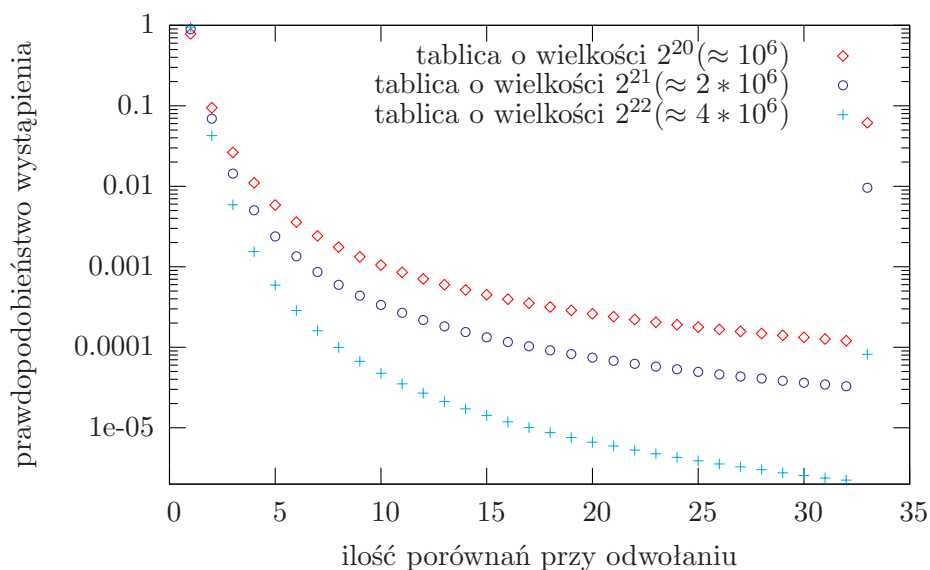 prawdopodobieństwo wystąpienia
1
0.1
0.01
0.001
0.0001
1e-05
tablica o wielkości 2^20(≈ 10^6)
tablica o wielkości 2^21(≈ 2 * 10^6)
tablica o wielkości 2^22(≈ 4 * 10^6)
0 5 10 15 20 25 30 35
ilość porównań przy odwołaniu